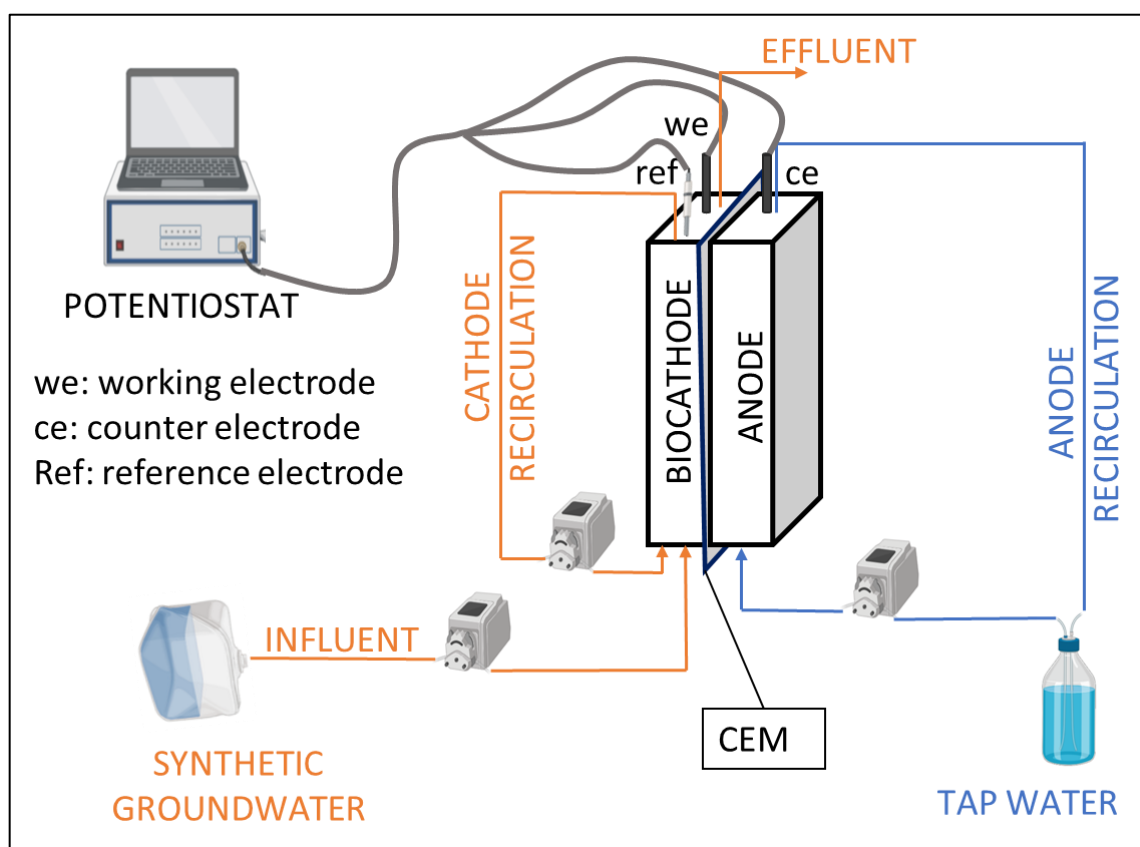 EFFLUENT
we
ref
ce
POTENTIOSTAT
we: working electrode
ce: counter electrode
Ref: reference electrode
CATHODE
RECIRCULATION
BIOCATHODE
ANODE
ANODE
RECIRCULATION
INFLUENT
SYNTHETIC
GROUNDWATER
CEM
TAP WATER